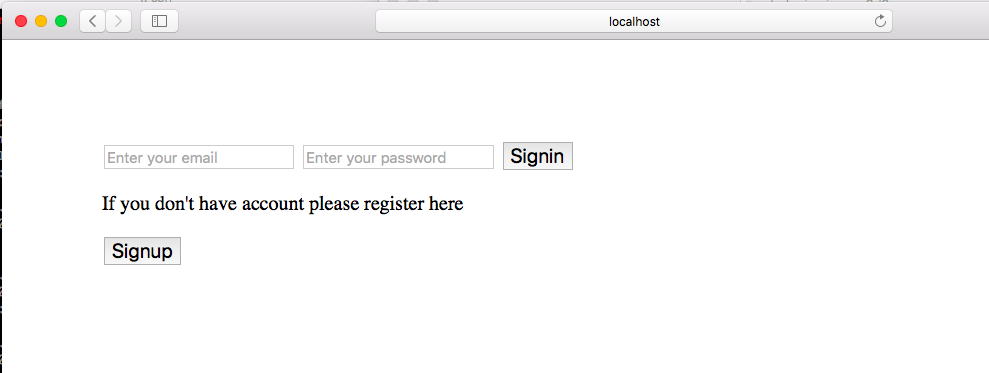 localhost
Enter your email Enter your password Signin
If you don't have account please register here
Signup